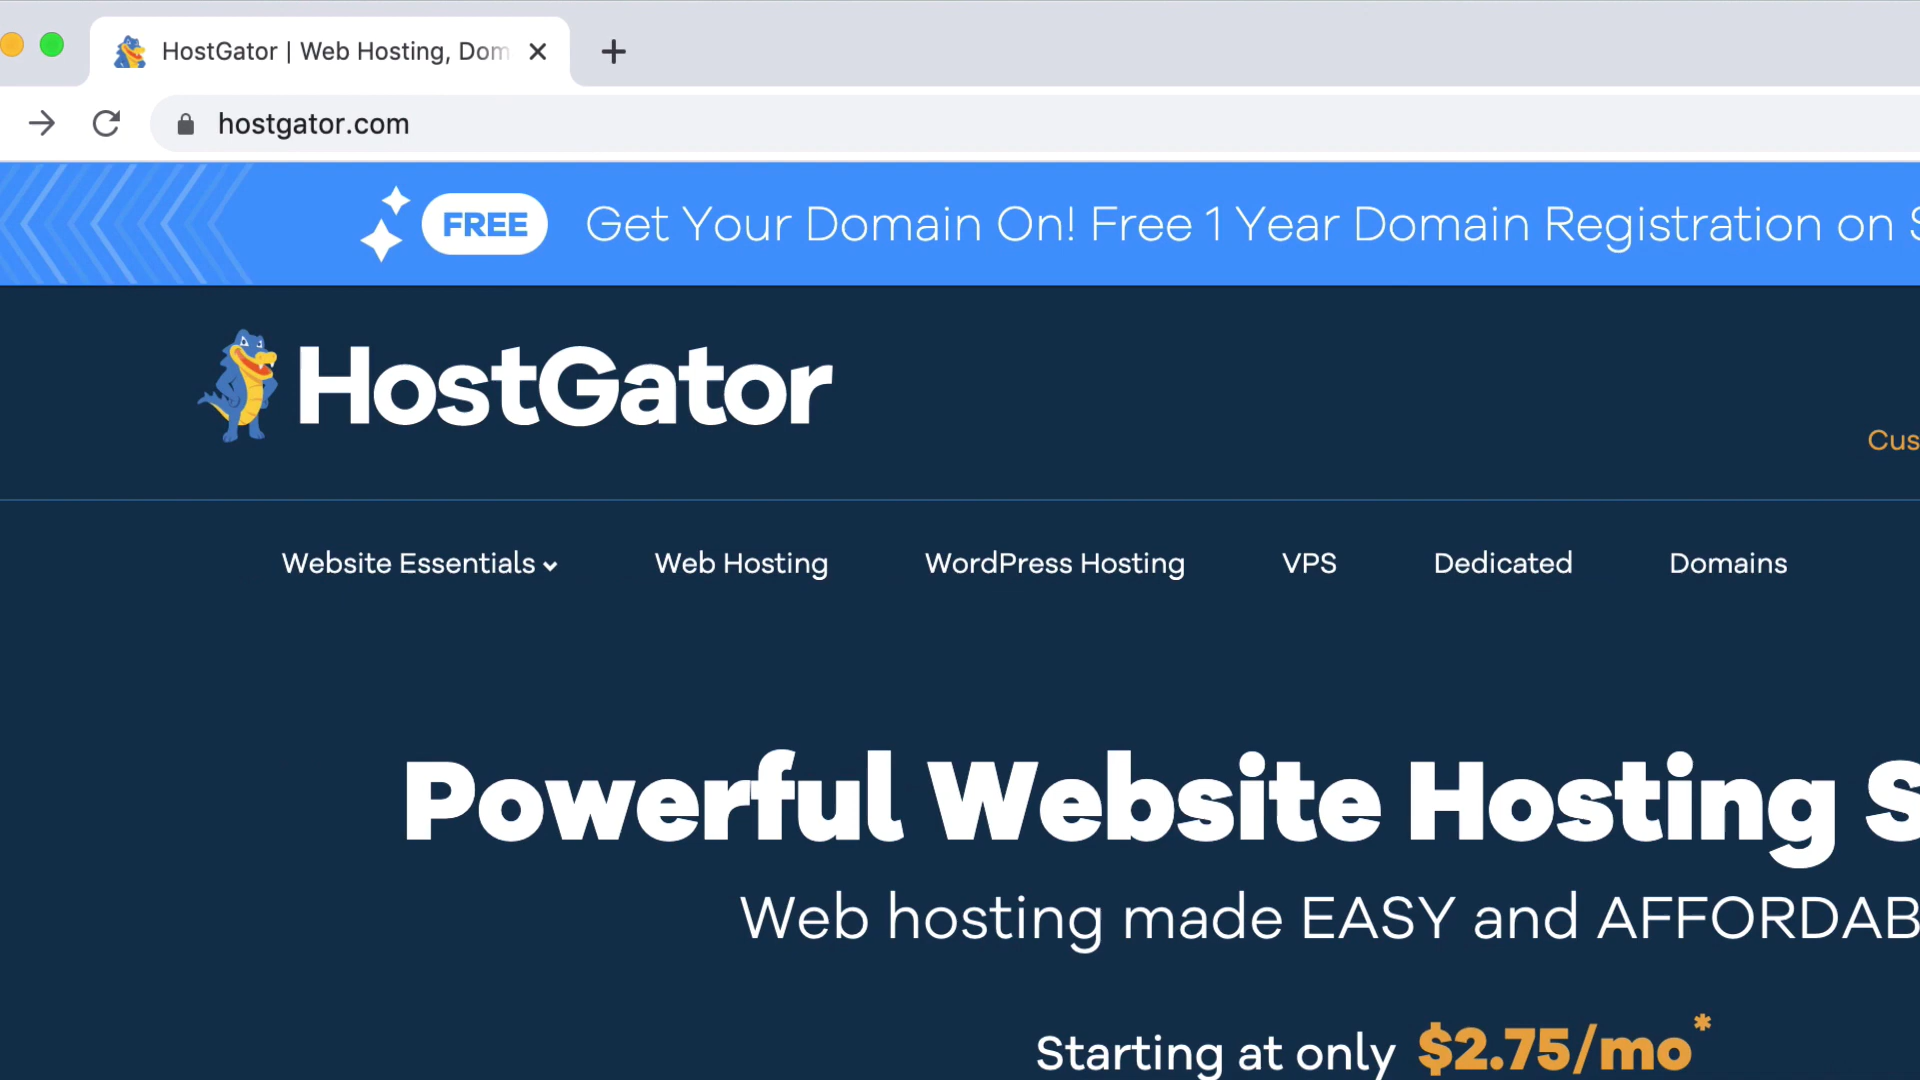 HostGator | Web Hosting, Dom
hostgator.com
FREE Get Your Domain On! Free 1 Year Domain Registration on
HostGator
Cus
Website Essentials Web Hosting WordPress Hosting VPS Dedicated Domains
Powerful Website Hosting S
Web hosting made EASY and AFFORDAB
Starting at only $2.75/mo*